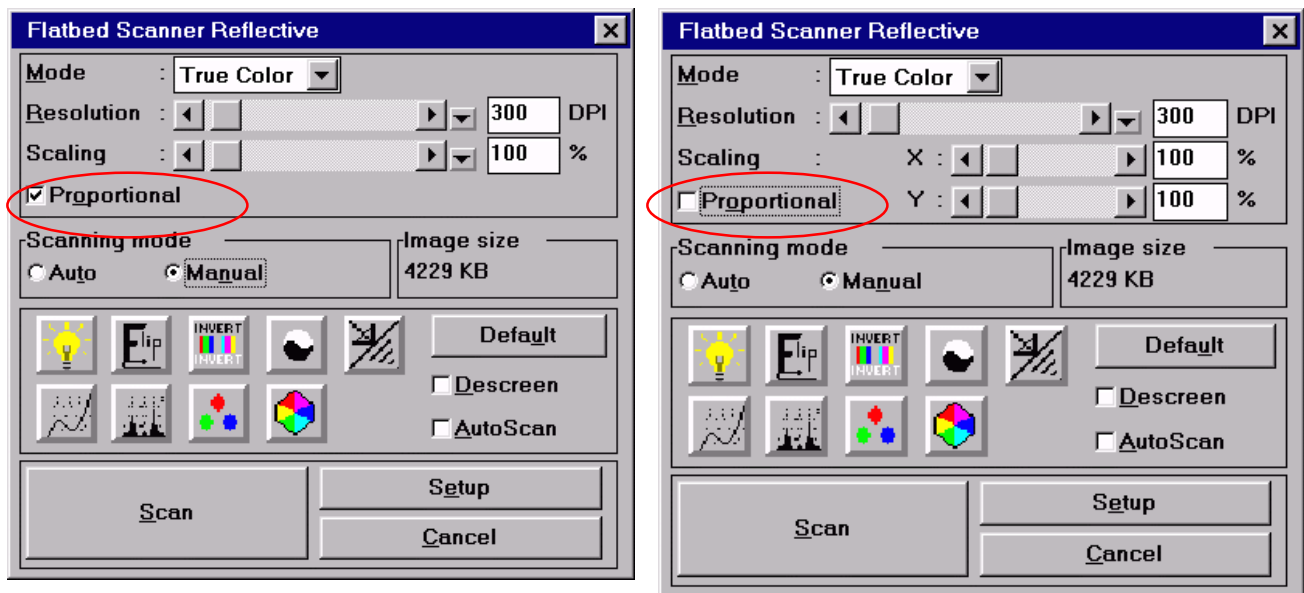 Flatbed Scanner Reflective
Mode : True Color
Resolution : 300 DPI
Scaling : 100 %
Proportional
Scanning mode
Auto Manual
Image size
4229 KB
Flip
INVERT
INVERT
Default
Descreen
AutoScan
Scan
Setup
Cancel
Flatbed Scanner Reflective
Mode : True Color
Resolution : 300 DPI
Scaling : X : 100 %
Proportional Y : 100 %
Scanning mode
Auto Manual
Image size
4229 KB
Flip
INVERT
INVERT
Default
Descreen
AutoScan
Scan
Setup
Cancel